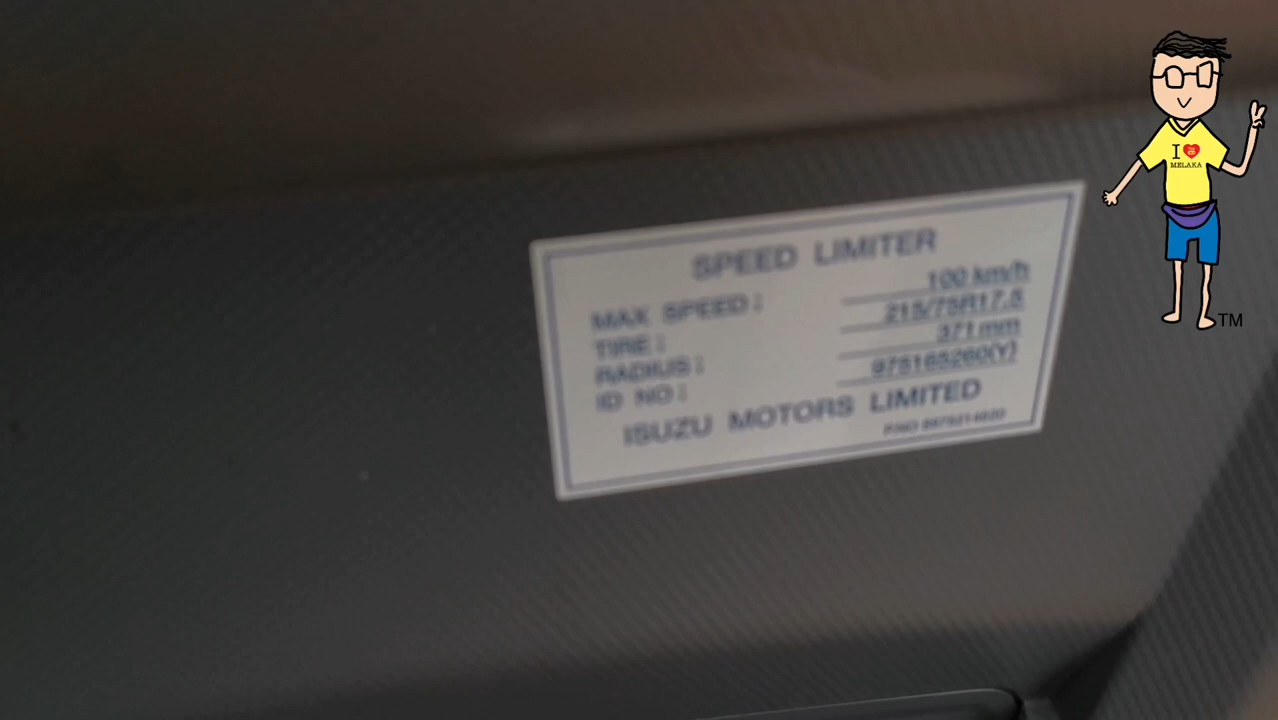 SPEED LIMITER
MAX SPEED: 100 km/h
TIRE: 215/75R17.5
RADIUS: 371 mm
ID NO: 975165260(Y)
ISUZU MOTORS LIMITED
I
MELAKA
TM